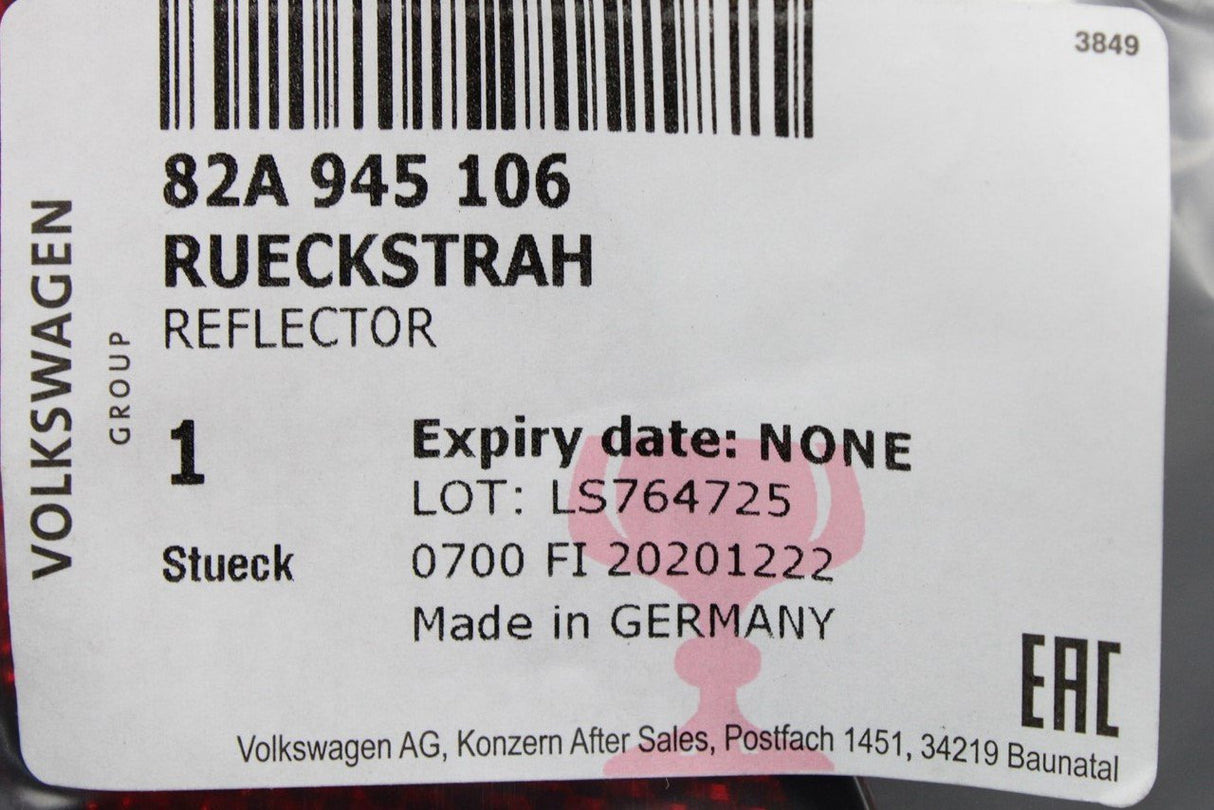 3849
82A 945 106
RUECKSTRAH
REFLECTOR
VOLKSWAGEN
GROUP
1
Expiry date: NONE
LOT: LS764725
Stueck
0700 FI 20201222
Made in GERMANY
EAC
Volkswagen AG, Konzern After Sales, Postfach 1451, 34219 Baunatal